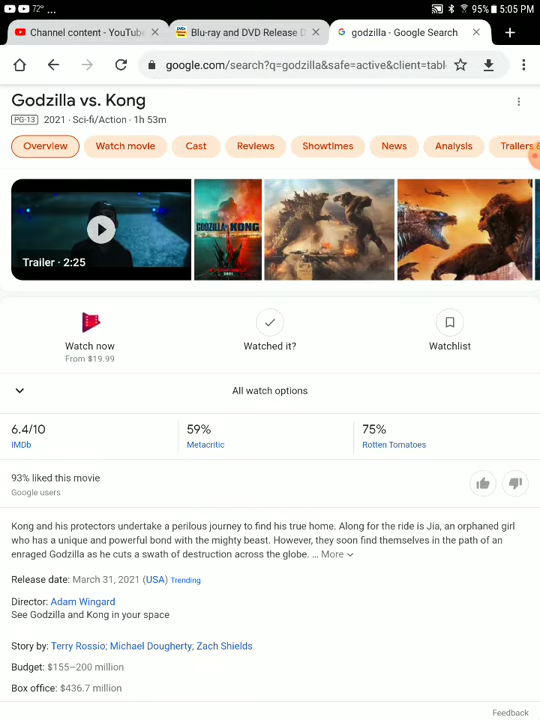 72° ...
95% 5:05 PM
Channel content - YouTube
Blu-ray and DVD Release D
godzilla - Google Search
google.com/search?q=godzilla&safe=active&client=tabl
Godzilla vs. Kong
PG-13 2021 · Sci-fi/Action · 1h 53m
Overview
Watch movie
Cast
Reviews
Showtimes
News
Analysis
Trailers &
GODZILLA KONG
Trailer · 2:25
Watch now
From $19.99
Watched it?
Watchlist
All watch options
6.4/10
IMDb
59%
Metacritic
75%
Rotten Tomatoes
93% liked this movie
Google users
Kong and his protectors undertake a perilous journey to find his true home. Along for the ride is Jia, an orphaned girl
who has a unique and powerful bond with the mighty beast. However, they soon find themselves in the path of an
enraged Godzilla as he cuts a swath of destruction across the globe. ... More
Release date: March 31, 2021 (USA) Trending
Director: Adam Wingard
See Godzilla and Kong in your space
Story by: Terry Rossio; Michael Dougherty; Zach Shields
Budget: $155–200 million
Box office: $436.7 million
Feedback